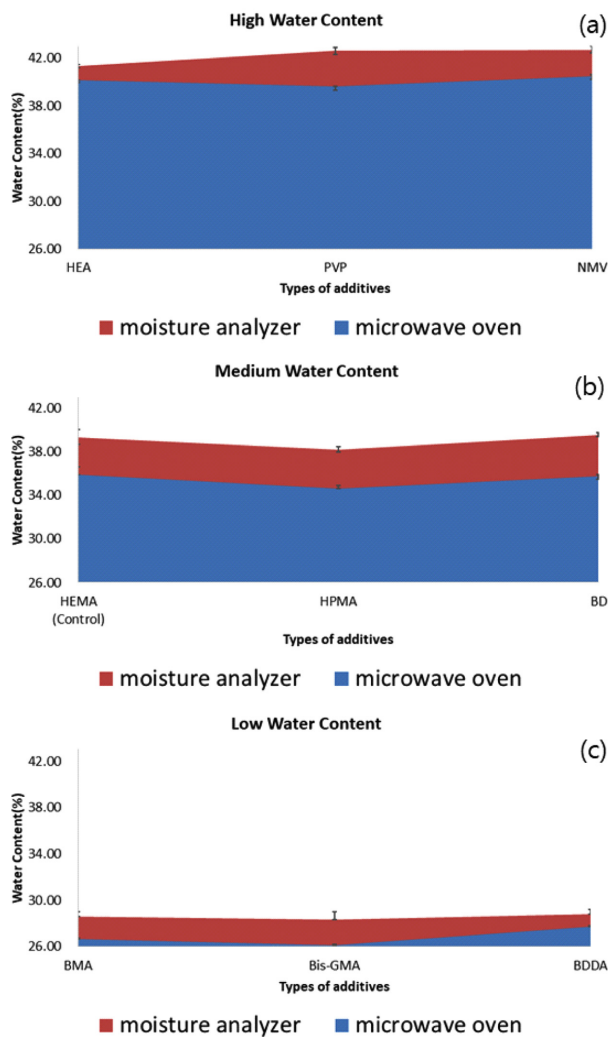 High Water Content
(a)
42.00
38.00
34.00
30.00
26.00
Water Content(%)
HEA
PVP
NMV
Types of additives
moisture analyzer
microwave oven
Medium Water Content
(b)
42.00
38.00
34.00
30.00
26.00
Water Content(%)
HEMA
(Control)
HPMA
BD
Types of additives
moisture analyzer
microwave oven
Low Water Content
(c)
42.00
38.00
34.00
30.00
26.00
Water Content(%)
BMA
Bis-GMA
BDDA
Types of additives
moisture analyzer
microwave oven